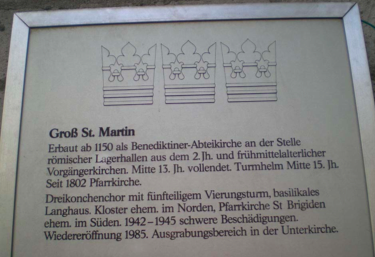 Groß St. Martin
Erbaut ab 1150 als Benediktiner-Abteikirche an der Stelle
römischer Lagerhallen aus dem 2. Jh. und frühmittelalterlicher
Vorgängerkirchen. Mitte 13. Jh. vollendet. Turmhelm Mitte 15. Jh.
Seit 1802 Pfarrkirche.
Dreikonchenchor mit fünfteiligem Vierungsturm, basilikales
Langhaus. Kloster ehem. im Norden, Pfarrkirche St Brigiden
ehem. im Süden. 1942–1945 schwere Beschädigungen.
Wiedereröffnung 1985. Ausgrabungsbereich in der Unterkirche.